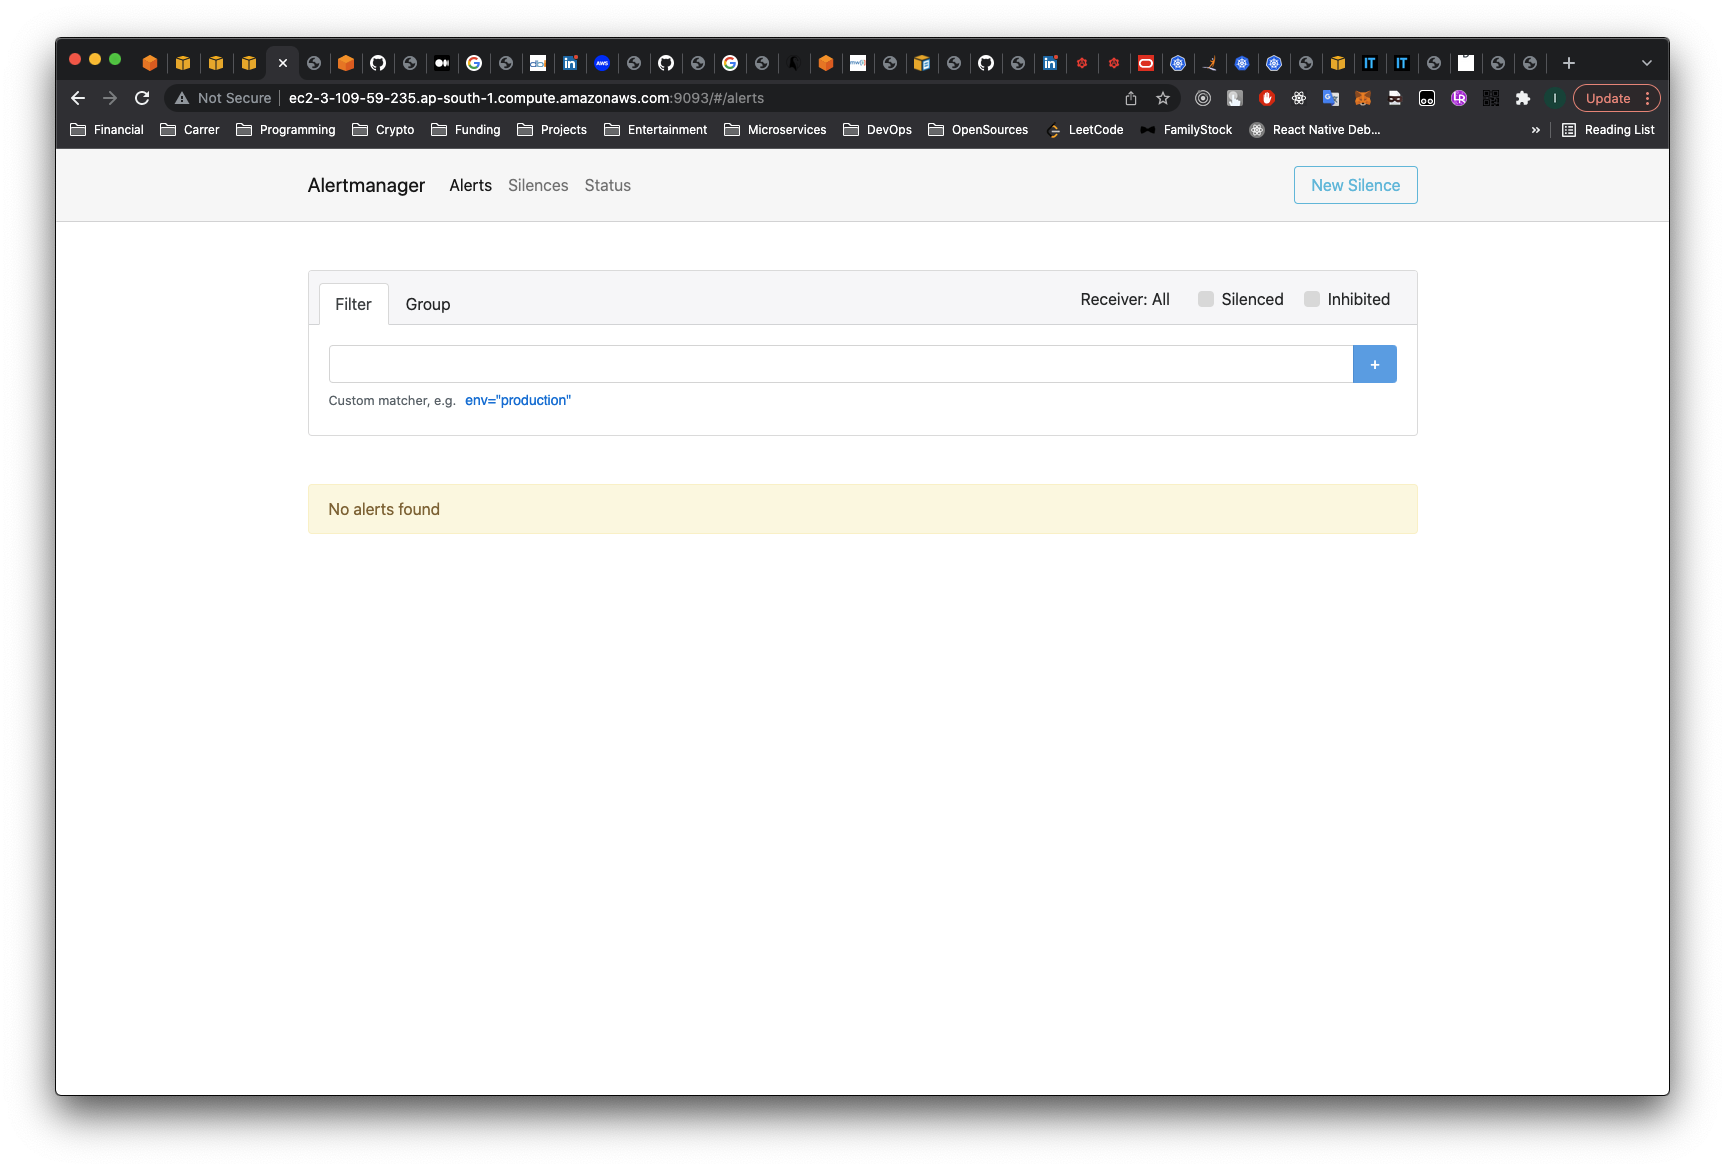 Not Secure ec2-3-109-59-235.ap-south-1.compute.amazonaws.com:9093/#/alerts Update
Financial Carrer Programming Crypto Funding Projects Entertainment Microservices DevOps OpenSources LeetCode FamilyStock React Native Deb... » Reading List
Alertmanager Alerts Silences Status New Silence
Filter Group Receiver: All Silenced Inhibited
+
Custom matcher, e.g. env="production"
No alerts found